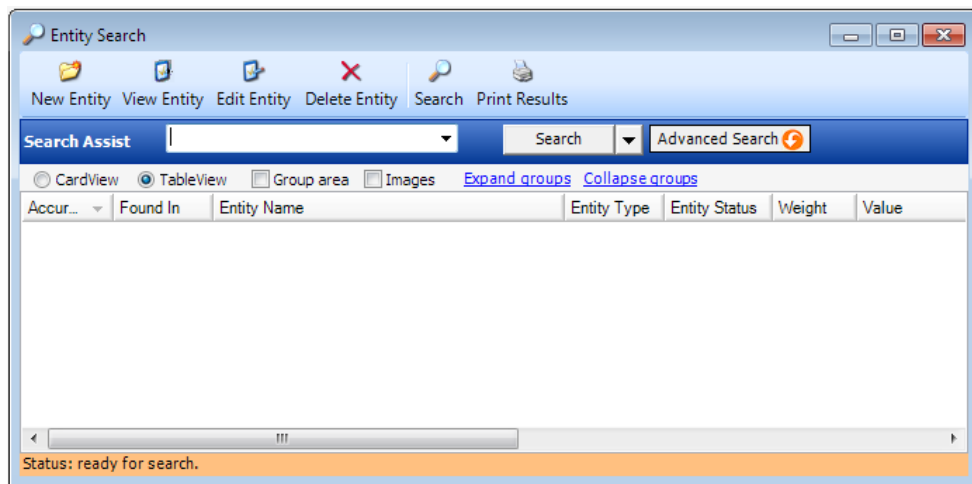 Entity Search
New Entity View Entity Edit Entity Delete Entity Search Print Results
Search Assist Search Advanced Search
CardView TableView Group area Images Expand groups Collapse groups
Accur... Found In Entity Name Entity Type Entity Status Weight Value
Status: ready for search.